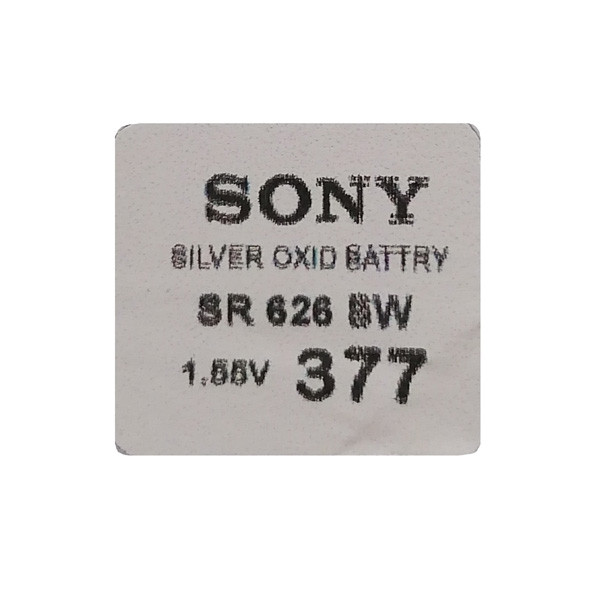 SONY
SILVER OXID BATTRY
SR 626 SW
1.55V 377